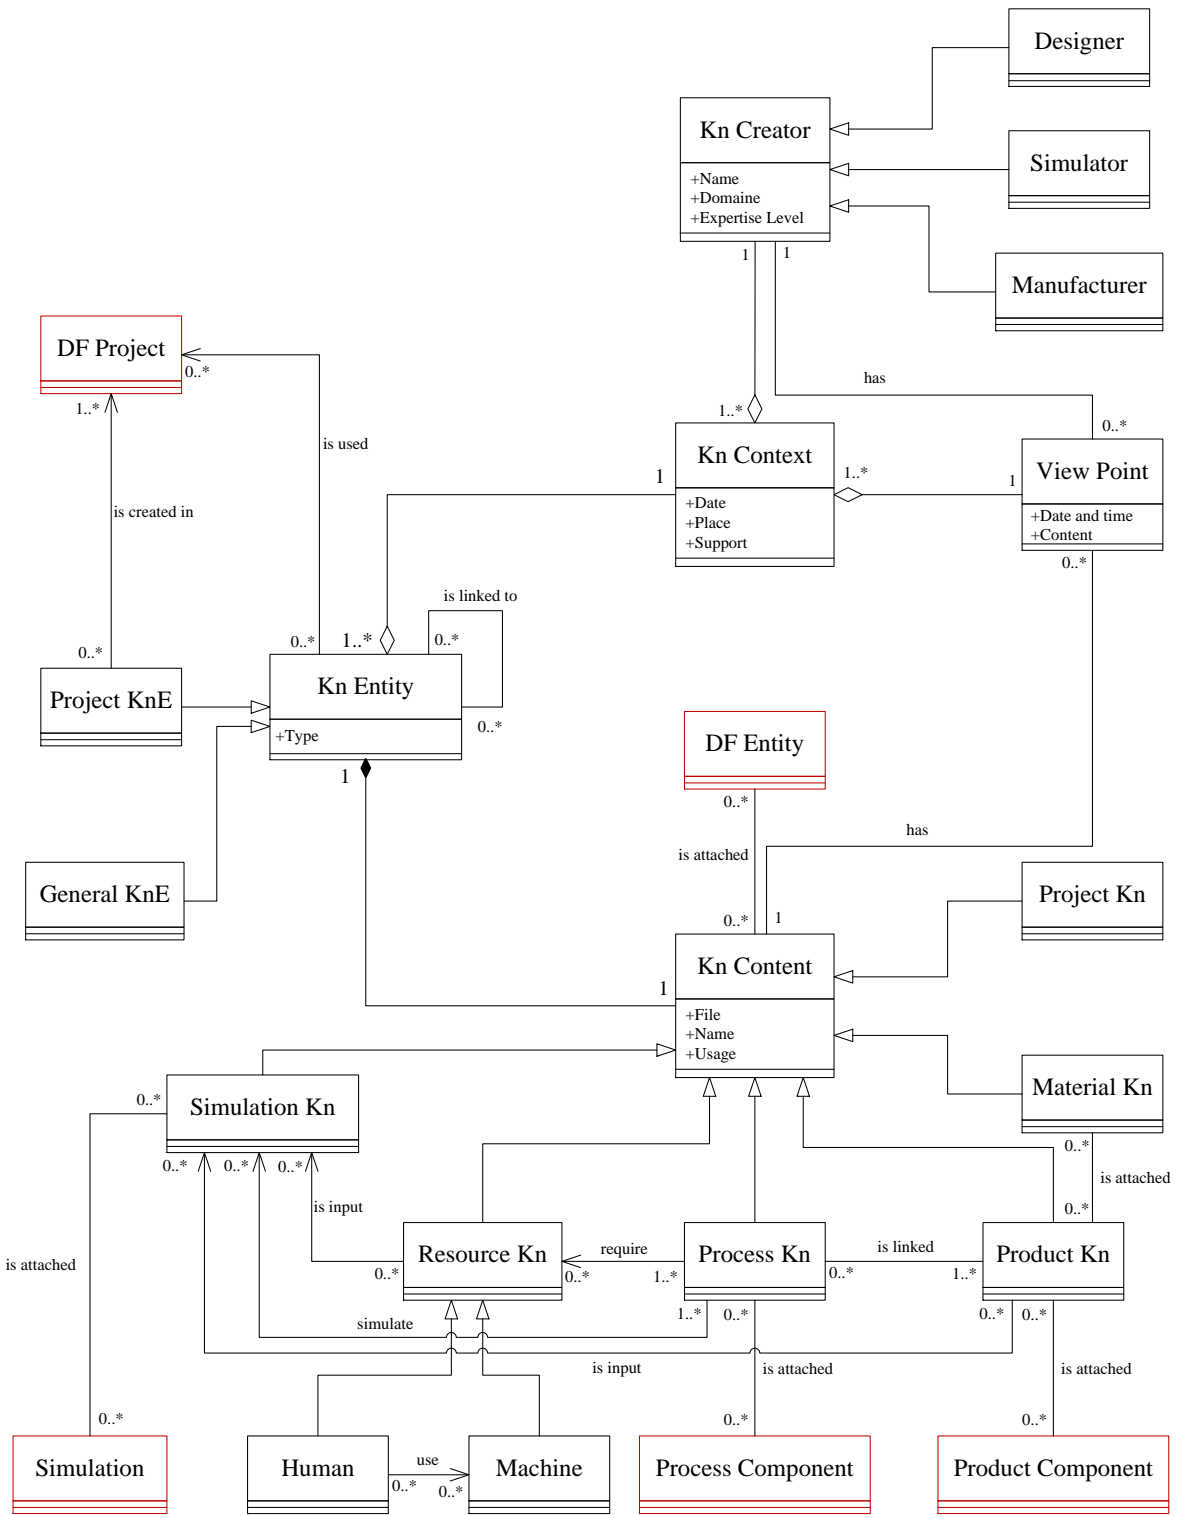 Designer
Kn Creator
+Name
+Domaine
+Expertise Level
Simulator
Manufacturer
1
1
DF Project
0..*
1..*
has
is used
1..*
0..*
Kn Context
+Date
+Place
+Support
1
1..*
1
View Point
+Date and time
+Content
0..*
is created in
is linked to
0..*
0..*
1..*
0..*
Project KnE
Kn Entity
+Type
0..*
1
DF Entity
0..*
has
is attached
General KnE
Project Kn
0..*
1
Kn Content
+File
+Name
+Usage
1
Material Kn
0..*
0..*
Simulation Kn
0..*
0..*
0..*
is attached
is input
0..*
Resource Kn
require
Process Kn
is linked
Product Kn
is attached
0..*
0..*
1..*
0..*
1..*
simulate
1..*
0..*
0..*
0..*
is input
is attached
is attached
0..*
0..*
0..*
Simulation
Human
use
0..*
0..*
Machine
Process Component
Product Component